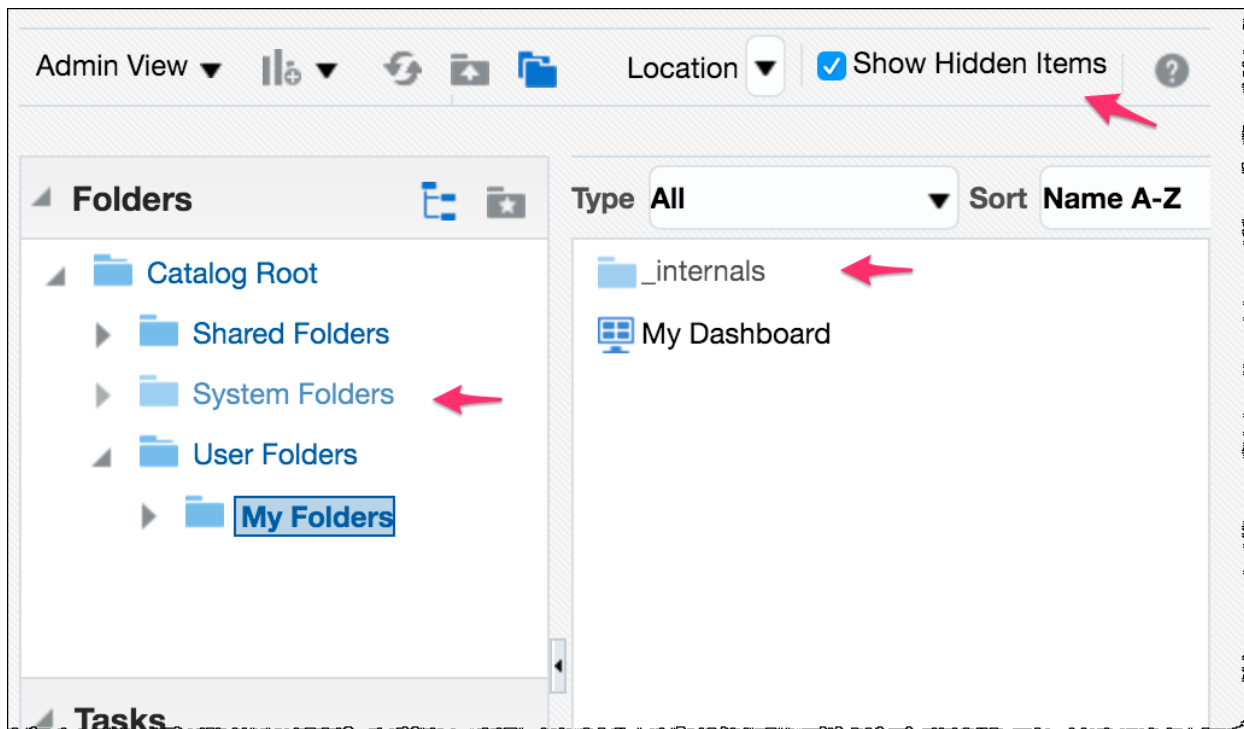 Admin View
Location
Show Hidden Items
Folders
Type All Sort Name A-Z
Catalog Root
Shared Folders
System Folders
User Folders
My Folders
_internals
My Dashboard
Tasks